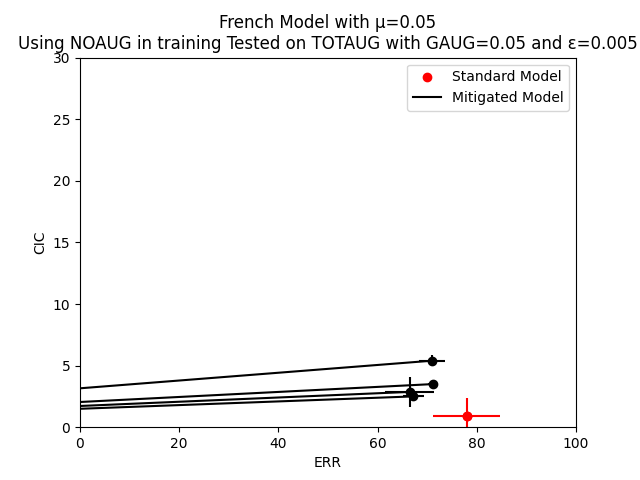 French Model with μ=0.05
Using NOAUG in training Tested on TOTAUG with GAUG=0.05 and ε=0.005
Standard Model
Mitigated Model
30
25
20
15
10
5
0
CIC
0 20 40 60 80 100
ERR